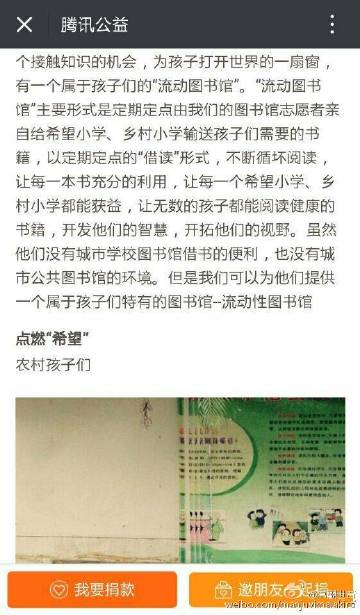 腾讯公益
个接触知识的机会，为孩子打开世界的一扇窗，
有一个属于孩子们的“流动图书馆”。“流动图书
馆”主要形式是定期定点由我们的图书馆志愿者亲
自给希望小学、乡村小学输送孩子们需要的书
籍，以定期定点的“借读”形式，不断循环阅读，
让每一本书充分的利用，让每一个希望小学、乡
村小学都能获益，让无数的孩子都能阅读健康的
书籍，开发他们的智慧，开拓他们的视野。虽然
他们没有城市学校图书馆借书的便利，也没有城
市公共图书馆的环境。但是我们可以为他们提供
一个属于孩子们特有的图书馆--流动性图书馆
点燃“希望“
农村孩子们
我要捐款
邀朋友一起捐